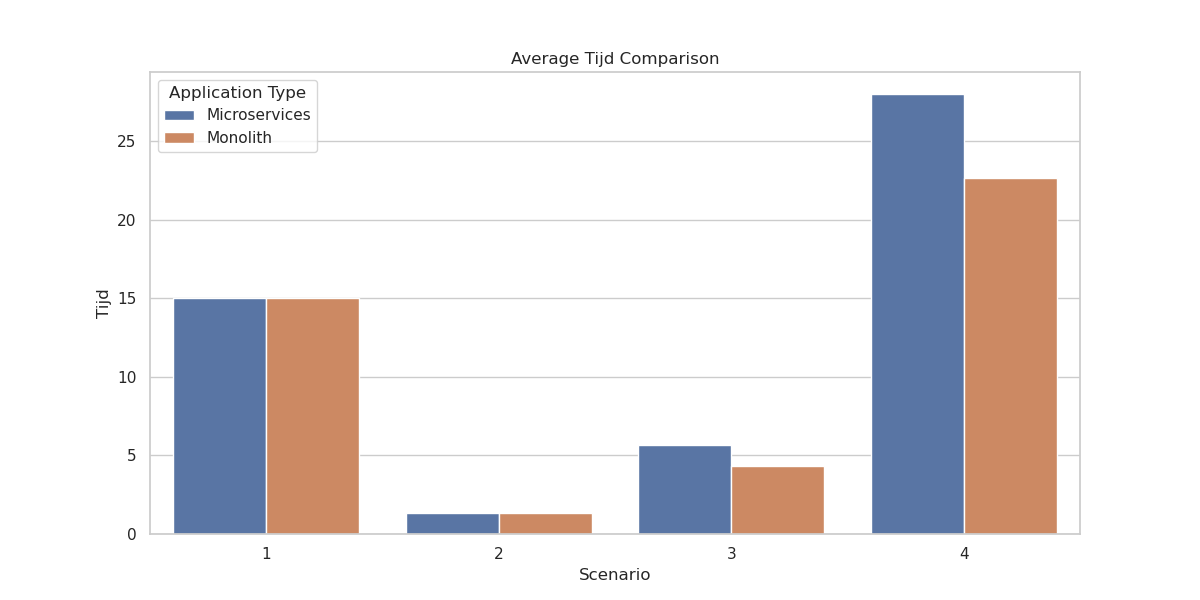 Average Tijd Comparison
Application Type
Microservices
Monolith
25
20
15
10
5
0
Tijd
1 2 3 4
Scenario